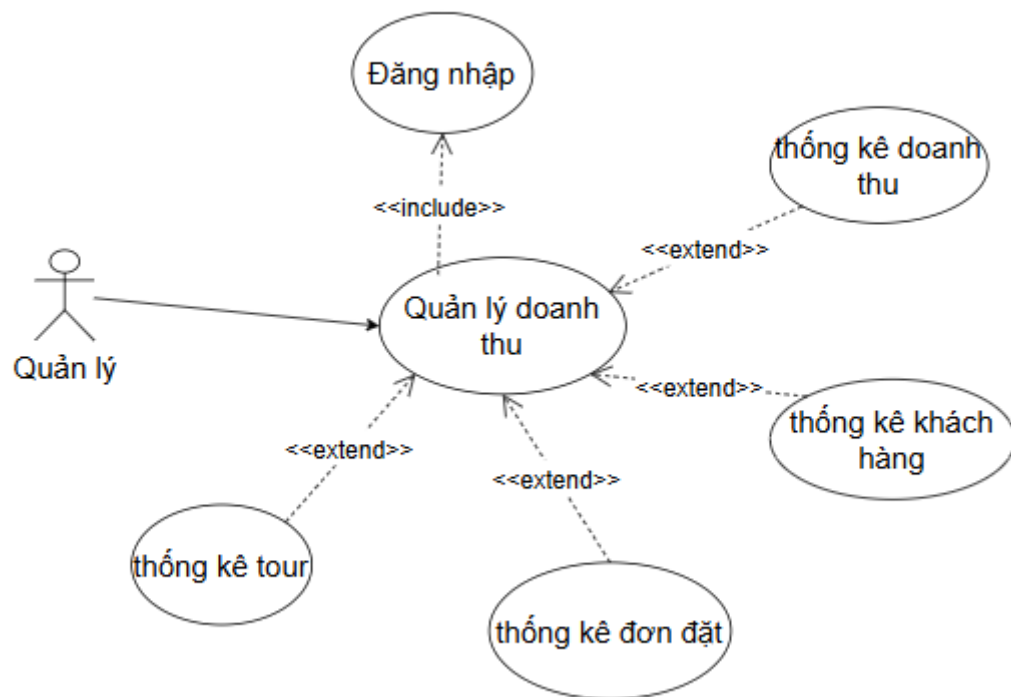 Đăng nhập
thống kê doanh
thu
<<include>>
<<extend>>
Quản lý doanh
thu
Quản lý
<<extend>>
thống kê khách
hàng
<<extend>>
<<extend>>
thống kê tour
thống kê đơn đặt